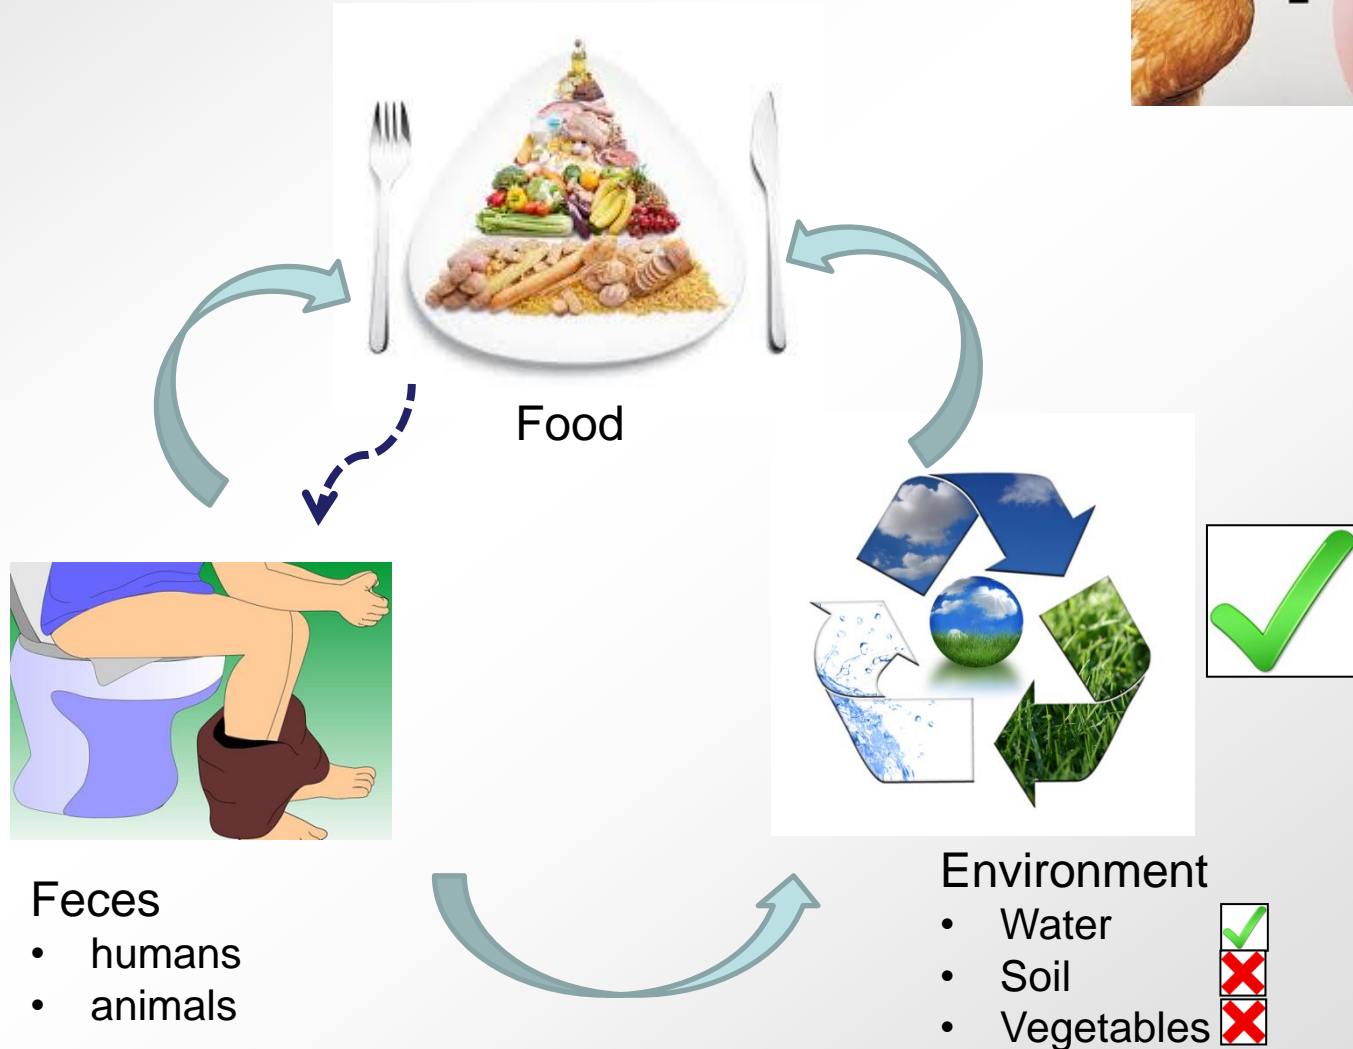 Food
Feces
• humans
• animals
Environment
• Water
• Soil
• Vegetables